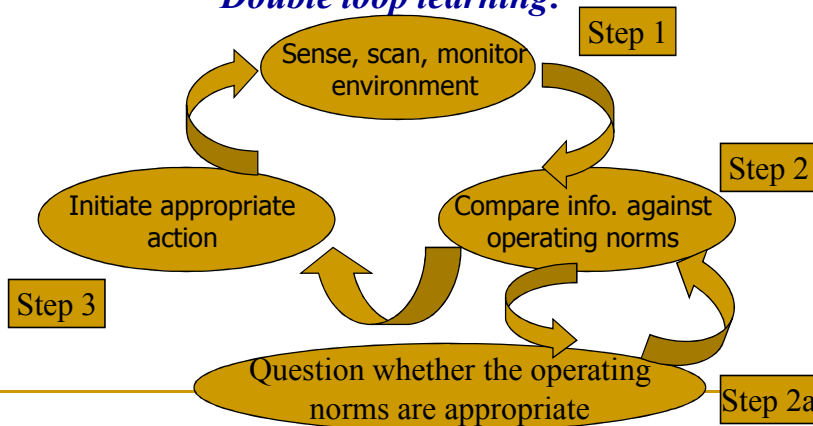 Double loop learning:
Step 1
Sense, scan, monitor
environment
Step 2
Compare info. against
operating norms
Initiate appropriate
action
Step 3
Question whether the operating
norms are appropriate
Step 2a